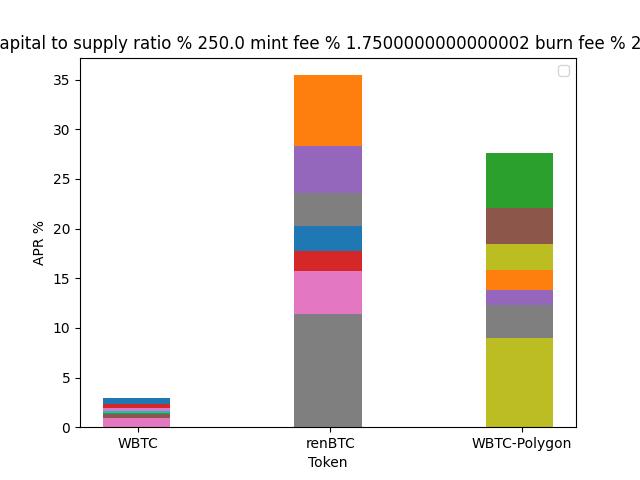 apital to supply ratio % 250.0 mint fee % 1.7500000000000002 burn fee % 2
APR %
35
30
25
20
15
10
5
0
WBTC
renBTC
WBTC-Polygon
Token